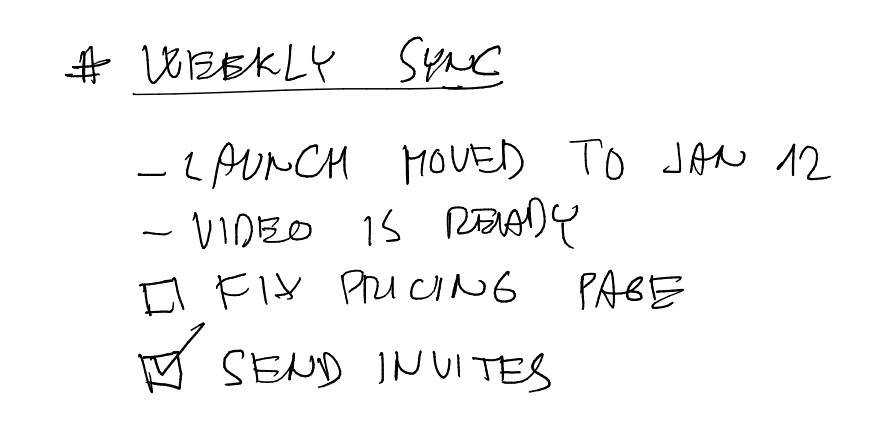 # WEEKLY SYNC
- LAUNCH MOVED TO JAN 12
- VIDEO IS READY
☐ FIX PRICING PAGE
☑ SEND INVITES